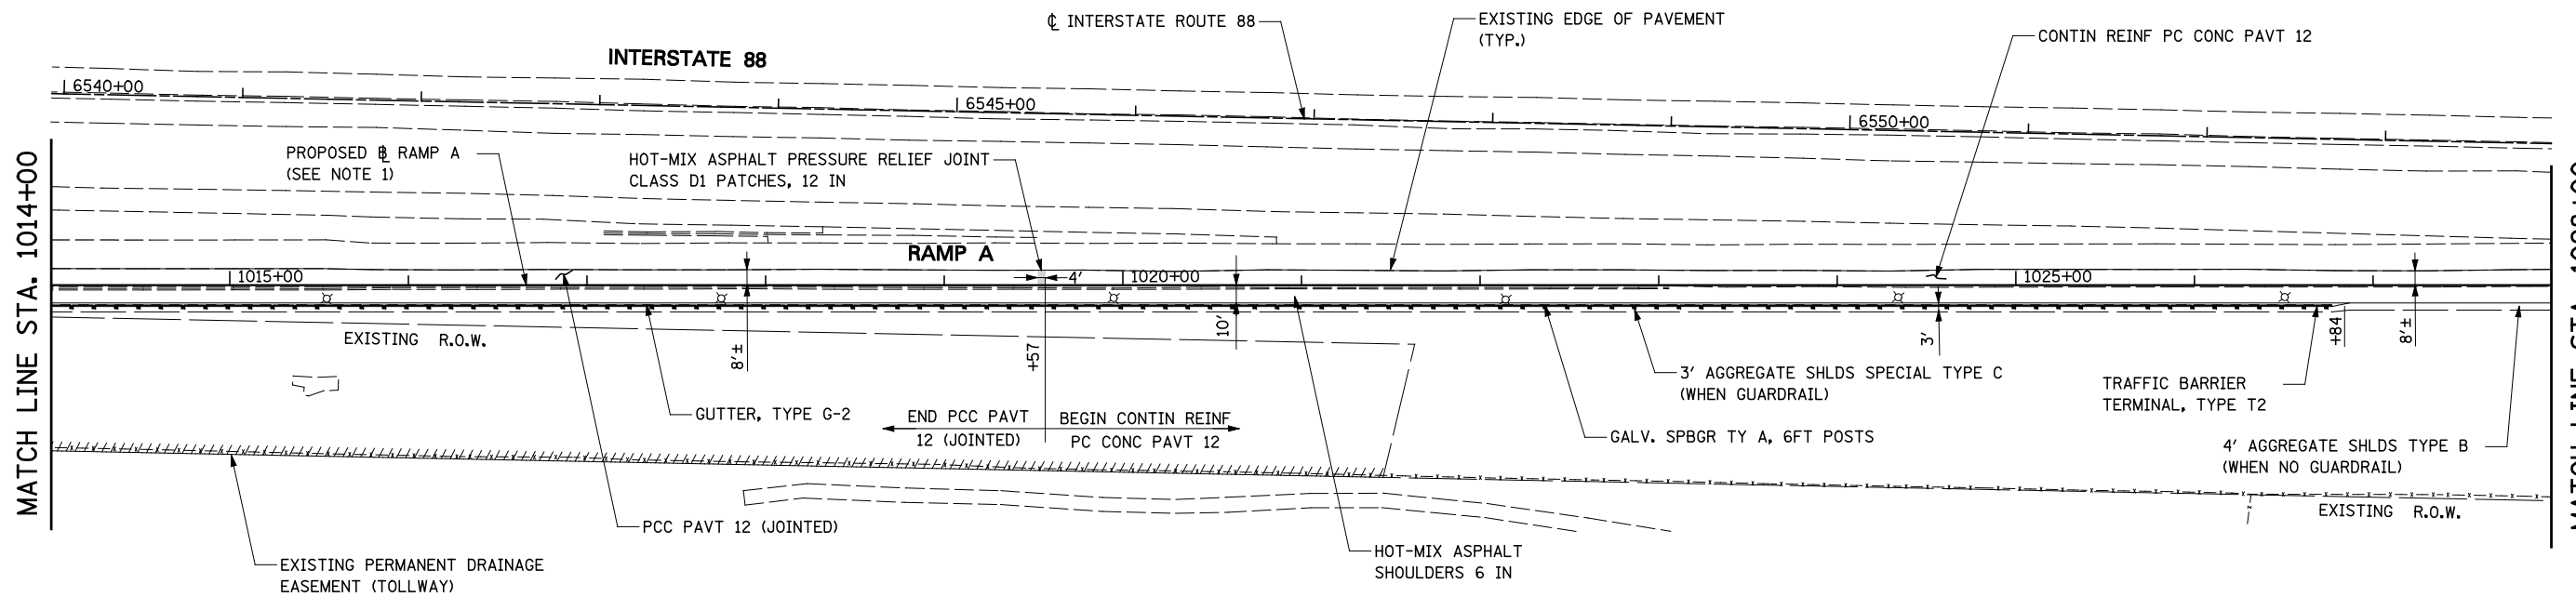 ℄ INTERSTATE ROUTE 88
EXISTING EDGE OF PAVEMENT
(TYP.)
CONTIN REINF PC CONC PAVT 12
INTERSTATE 88
6540+00
6545+00
6550+00
MATCH LINE STA. 1014+00
PROPOSED ⅊ RAMP A
(SEE NOTE 1)
HOT-MIX ASPHALT PRESSURE RELIEF JOINT
CLASS D1 PATCHES, 12 IN
RAMP A
1015+00
4'
1020+00
1025+00
EXISTING R.O.W.
8'±
+57
10'
3'
+84
8'±
3' AGGREGATE SHLDS SPECIAL TYPE C
(WHEN GUARDRAIL)
TRAFFIC BARRIER
TERMINAL, TYPE T2
GUTTER, TYPE G-2
END PCC PAVT
12 (JOINTED)
BEGIN CONTIN REINF
PC CONC PAVT 12
GALV. SPBGR TY A, 6FT POSTS
4' AGGREGATE SHLDS TYPE B
(WHEN NO GUARDRAIL)
PCC PAVT 12 (JOINTED)
EXISTING R.O.W.
HOT-MIX ASPHALT
SHOULDERS 6 IN
EXISTING PERMANENT DRAINAGE
EASEMENT (TOLLWAY)